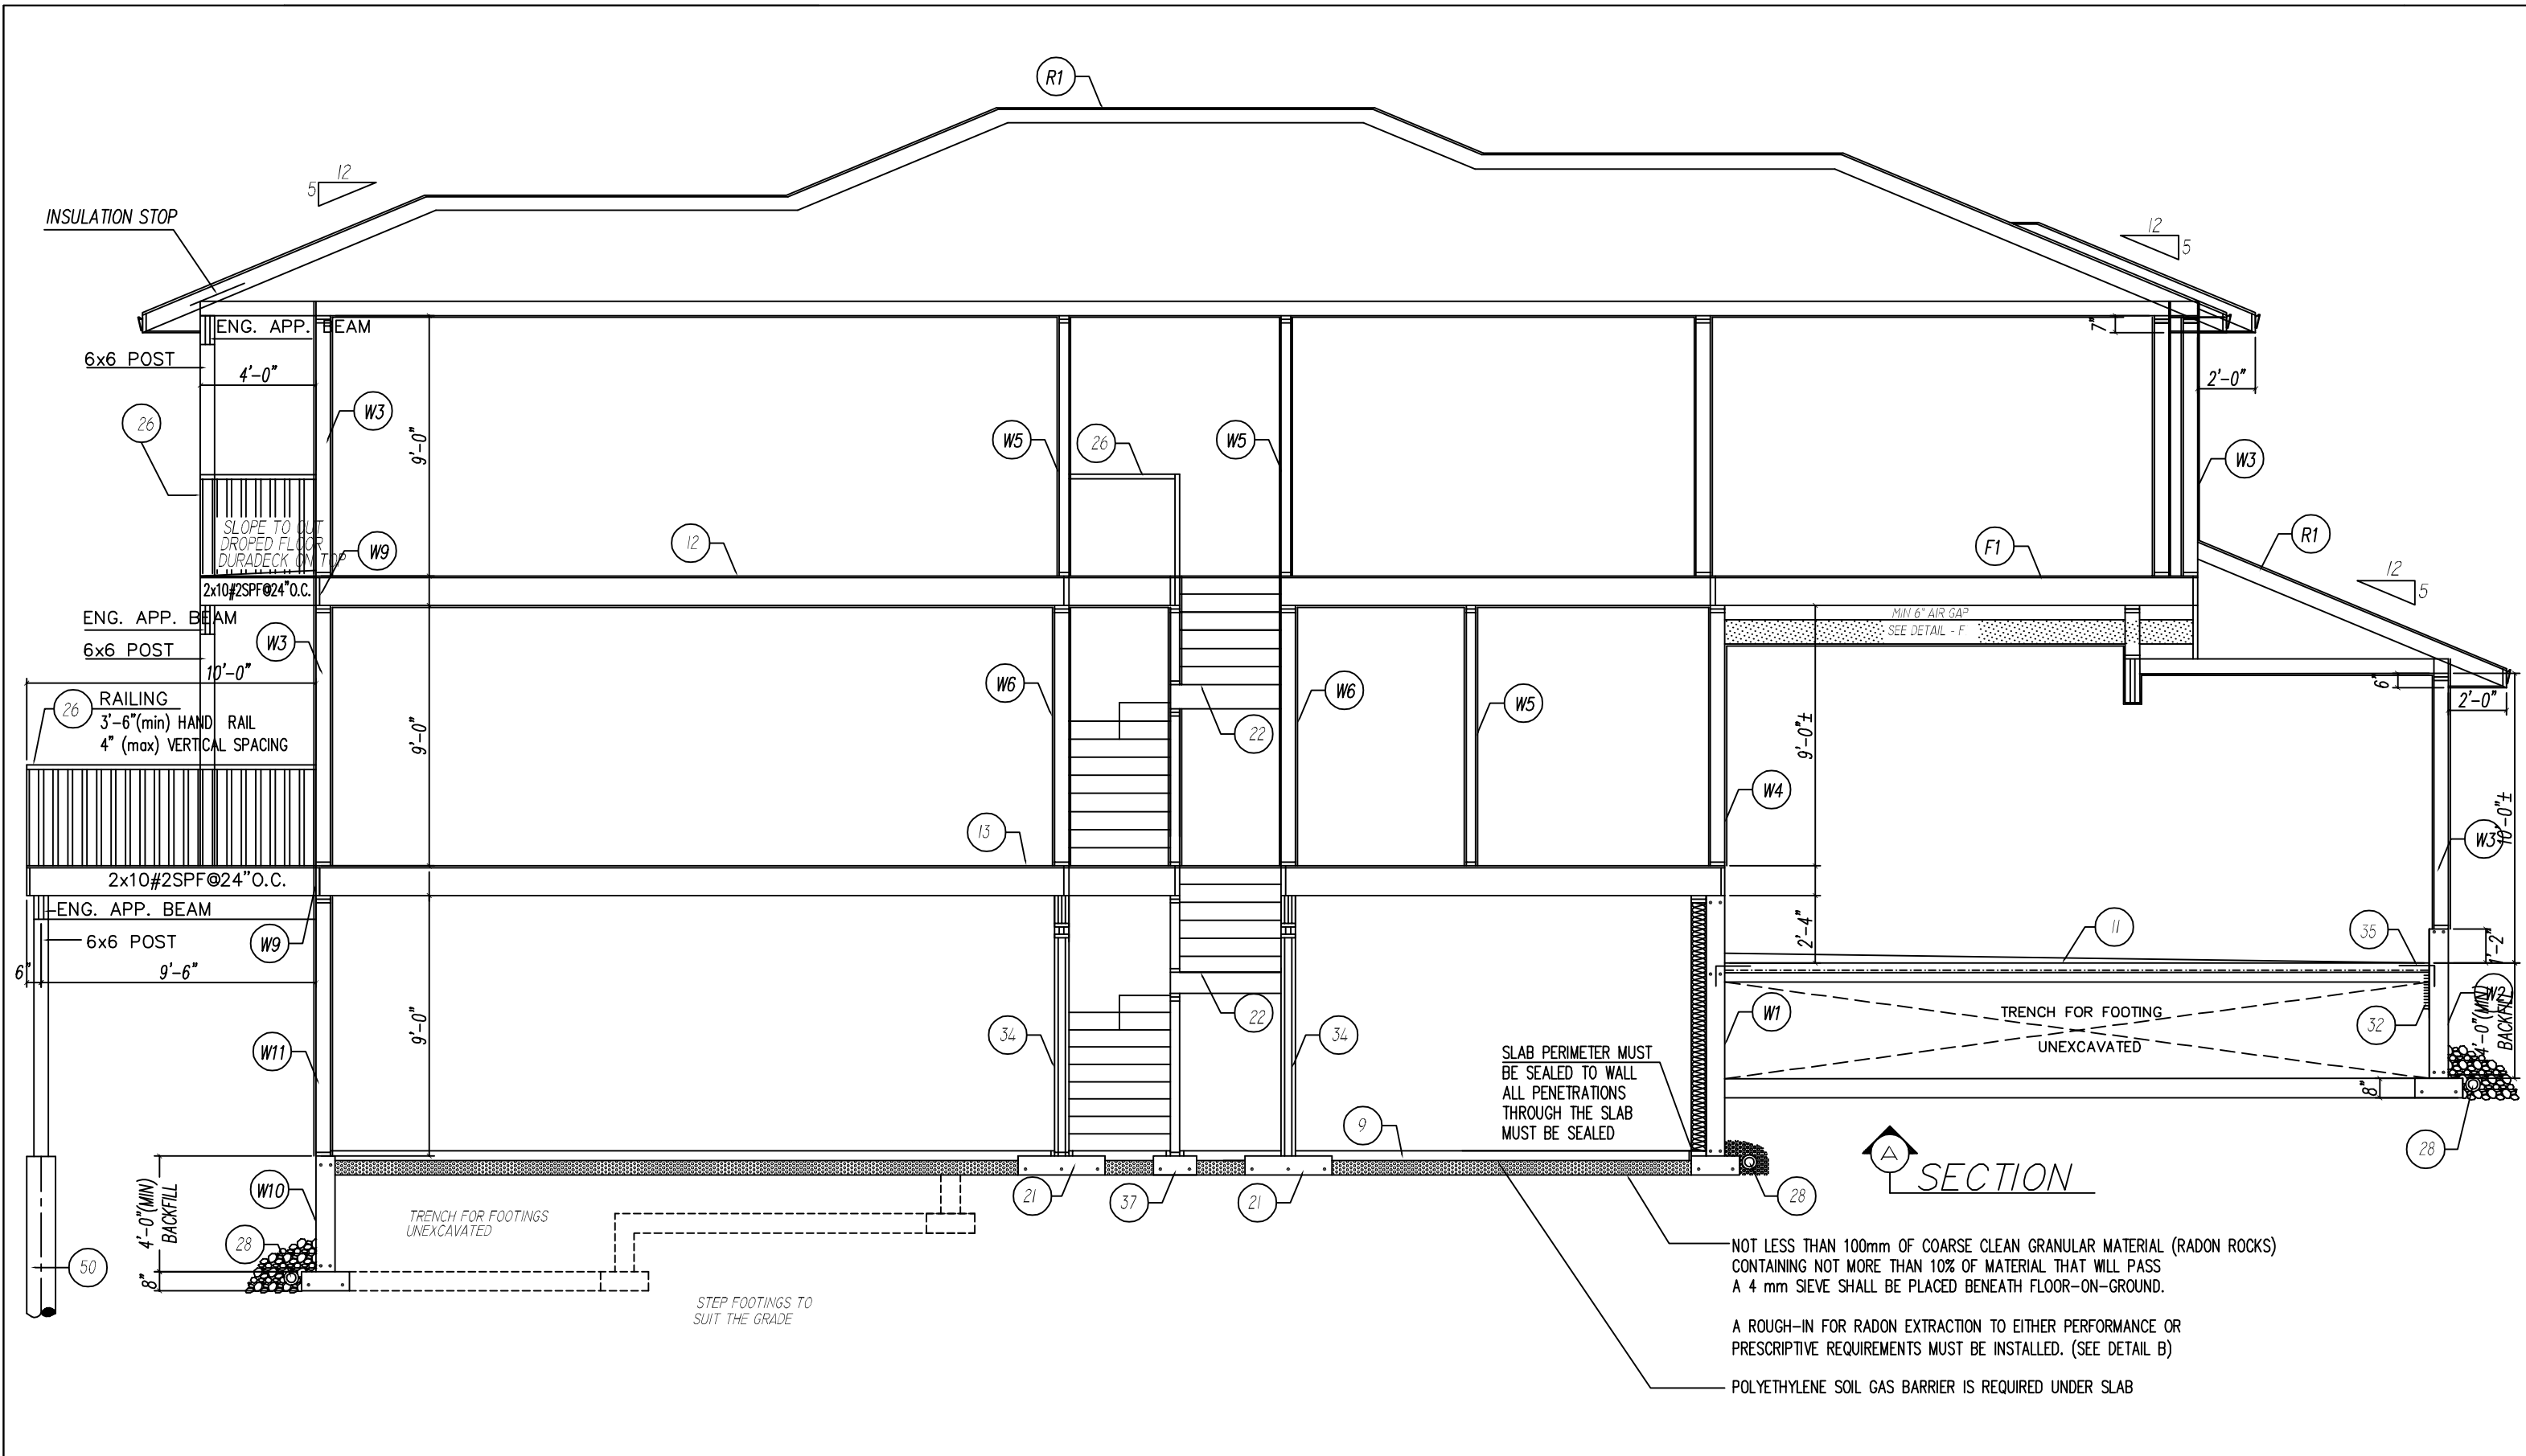 R1
12
5
INSULATION STOP
12
5
ENG. APP. BEAM
7"
6x6 POST
4'-0"
2'-0"
26
W3
9'-0"
W5
26
W5
W3
SLOPE TO OUT
DROPED FLOOR
DURADECK ON TOP
W9
12
F1
R1
12
5
2x10#2SPF@24"O.C.
ENG. APP. BEAM
W3
MIN 6" AIR GAP
SEE DETAIL - F
6x6 POST
10'-0"
W6
W6
6"
2'-0"
26
RAILING
3'-6"(min) HAND RAIL
4" (max) VERTICAL SPACING
9'-0"
22
W5
9'-0"±
W4
10'-0"±
W3
13
2x10#2SPF@24"O.C.
ENG. APP. BEAM
6x6 POST
W9
2'-4"
11
35
1'-2"
6"
9'-6"
W11
9'-0"
34
22
34
W1
TRENCH FOR FOOTING
UNEXCAVATED
32
W2
4'-0"(MIN)
BACKFILL
SLAB PERIMETER MUST
BE SEALED TO WALL
ALL PENETRATIONS
THROUGH THE SLAB
MUST BE SEALED
9
8"
28
A
SECTION
W10
4'-0"(MIN)
BACKFILL
21
37
21
28
TRENCH FOR FOOTINGS
UNEXCAVATED
28
50
8"
STEP FOOTINGS TO
SUIT THE GRADE
NOT LESS THAN 100mm OF COARSE CLEAN GRANULAR MATERIAL (RADON ROCKS)
CONTAINING NOT MORE THAN 10% OF MATERIAL THAT WILL PASS
A 4 mm SIEVE SHALL BE PLACED BENEATH FLOOR-ON-GROUND.
A ROUGH-IN FOR RADON EXTRACTION TO EITHER PERFORMANCE OR
PRESCRIPTIVE REQUIREMENTS MUST BE INSTALLED. (SEE DETAIL B)
POLYETHYLENE SOIL GAS BARRIER IS REQUIRED UNDER SLAB